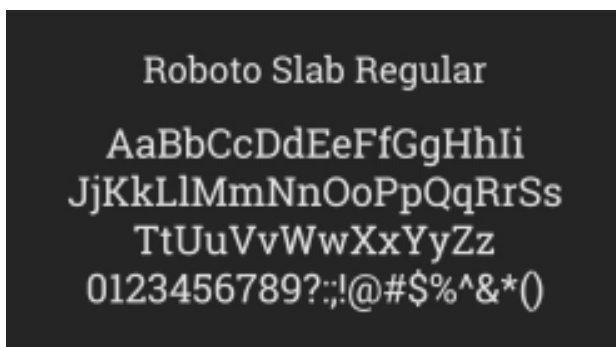 Roboto Slab Regular
AaBbCcDdEeFfGgHhIi
JjKkLlMmNnOoPpQqRrSs
TtUuVvWwXxYyZz
0123456789?:;!@#$%^&*()